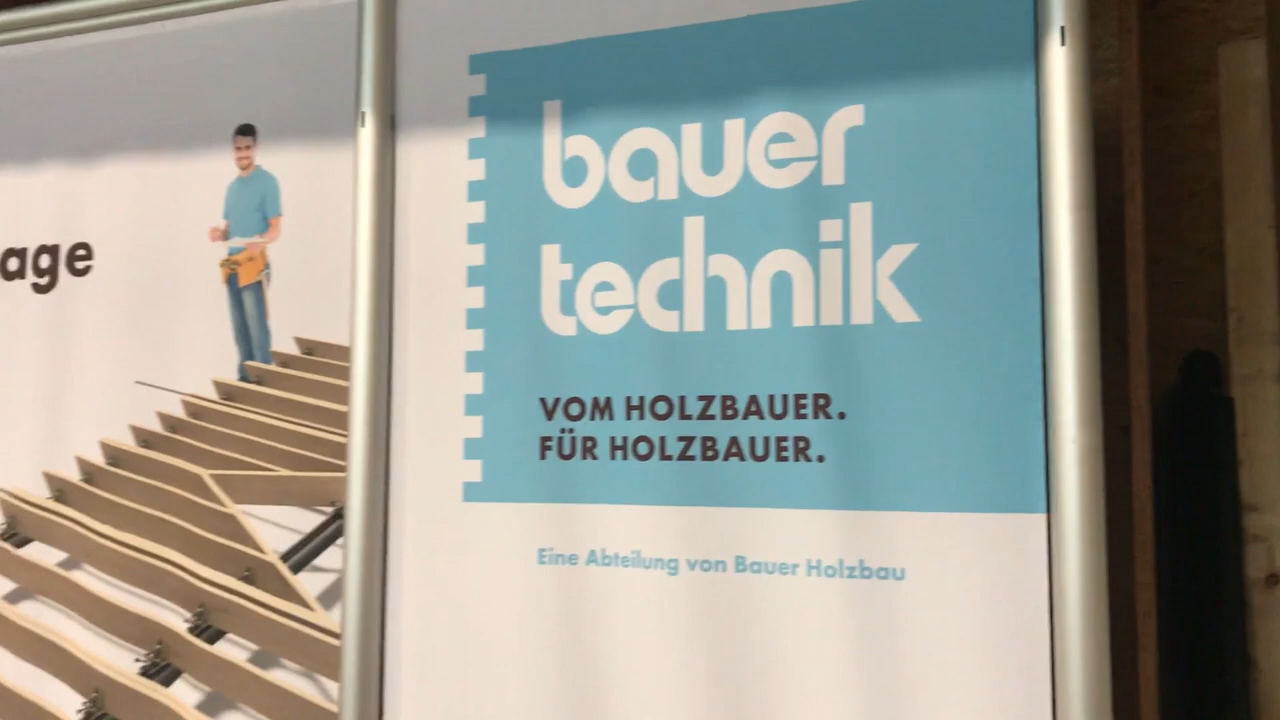 age
bauer
technik
VOM HOLZBAUER.
FÜR HOLZBAUER.
Eine Abteilung von Bauer Holzbau